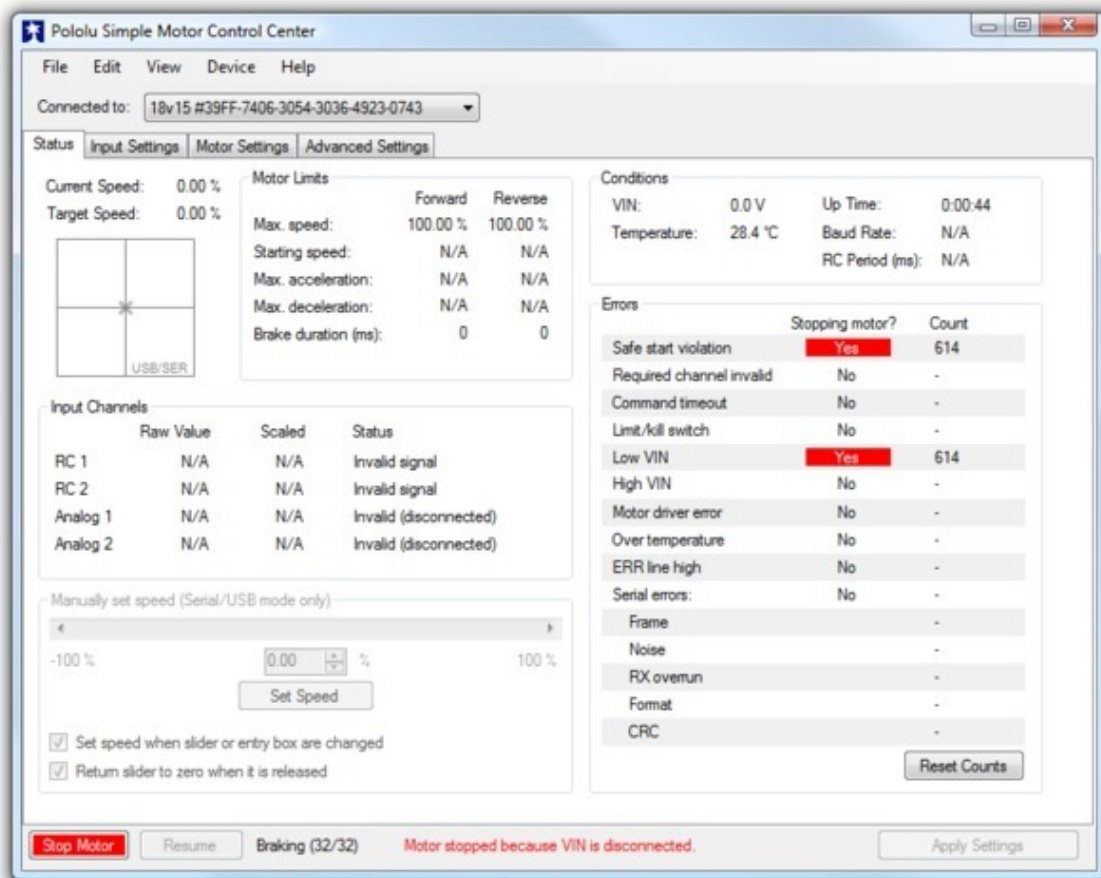 Pololu Simple Motor Control Center
File Edit View Device Help
Connected to: 18v15 #39FF-7406-3054-3036-4923-0743
Status Input Settings Motor Settings Advanced Settings
Current Speed: 0.00 %
Target Speed: 0.00 %
USB/SER
Motor Limits
Forward Reverse
Max. speed: 100.00 % 100.00 %
Starting speed: N/A N/A
Max. acceleration: N/A N/A
Max. deceleration: N/A N/A
Brake duration (ms): 0 0
Input Channels
Raw Value Scaled Status
RC 1 N/A N/A Invalid signal
RC 2 N/A N/A Invalid signal
Analog 1 N/A N/A Invalid (disconnected)
Analog 2 N/A N/A Invalid (disconnected)
Manually set speed (Serial/USB mode only)
-100 % 0.00 % 100 %
Set Speed
Set speed when slider or entry box are changed
Return slider to zero when it is released
Conditions
VIN: 0.0 V Up Time: 0:00:44
Temperature: 28.4 °C Baud Rate: N/A
RC Period (ms): N/A
Errors
Stopping motor? Count
Safe start violation Yes 614
Required channel invalid No -
Command timeout No -
Limit/kill switch No -
Low VIN Yes 614
High VIN No -
Motor driver error No -
Over temperature No -
ERR line high No -
Serial errors: No -
Frame -
Noise -
RX overrun -
Format -
CRC -
Reset Counts
Stop Motor Resume Braking (32/32) Motor stopped because VIN is disconnected. Apply Settings